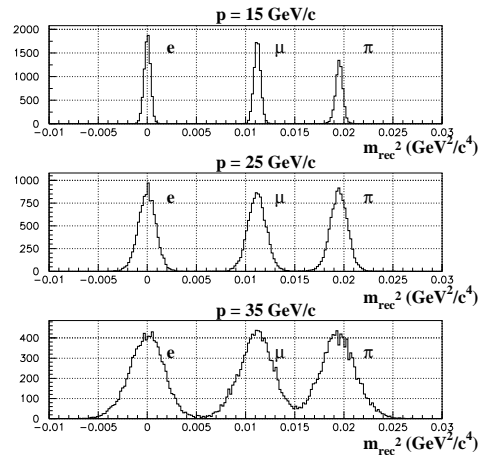 p = 15 GeV/c
2000
1750
1500
1250
1000
750
500
250
0
e
μ
π
−0.01 −0.005 0 0.005 0.01 0.015 0.02 0.025 0.03
m_rec² (GeV²/c⁴)
p = 25 GeV/c
1000
750
500
250
0
e
μ
π
−0.01 −0.005 0 0.005 0.01 0.015 0.02 0.025 0.03
m_rec² (GeV²/c⁴)
p = 35 GeV/c
400
300
200
100
0
e
μ
π
−0.01 −0.005 0 0.005 0.01 0.015 0.02 0.025 0.03
m_rec² (GeV²/c⁴)